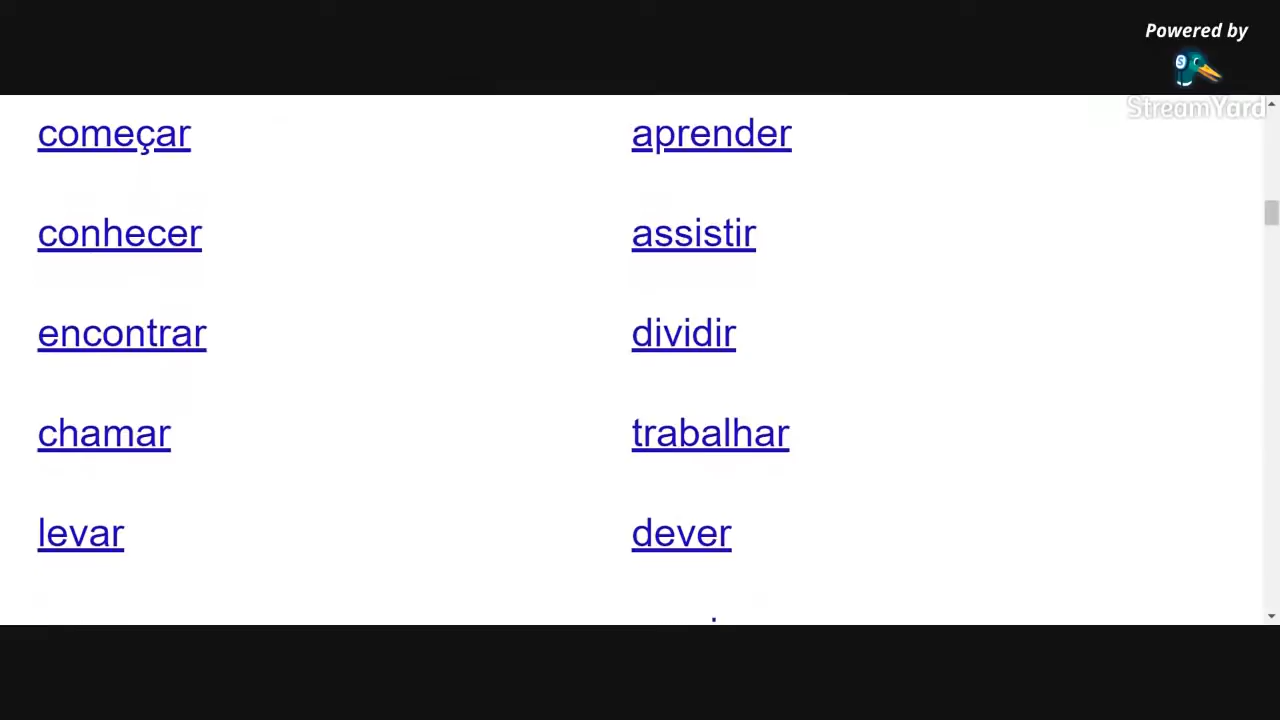 Powered by
StreamYard
começar
aprender
conhecer
assistir
encontrar
dividir
chamar
trabalhar
levar
dever